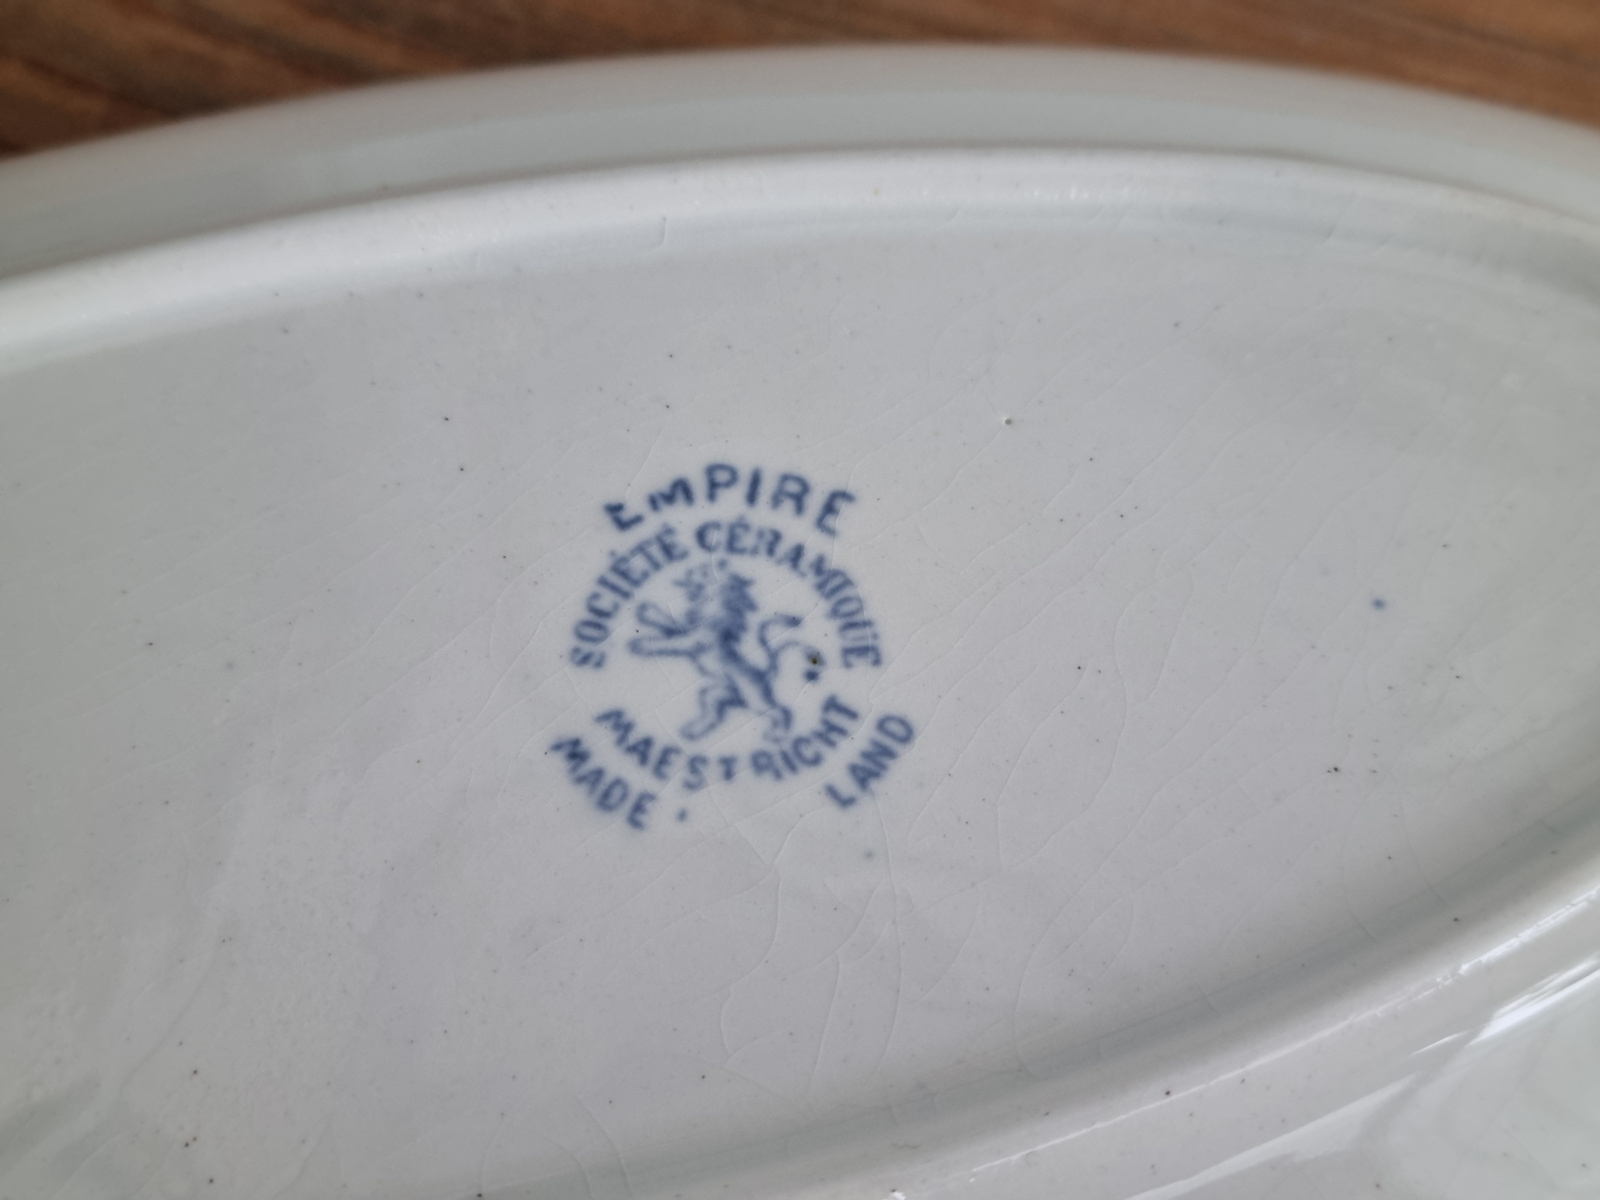 EMPIRE
SOCIÉTÉ CÉRAMIQUE
MAESTRICHT
MADE LAND